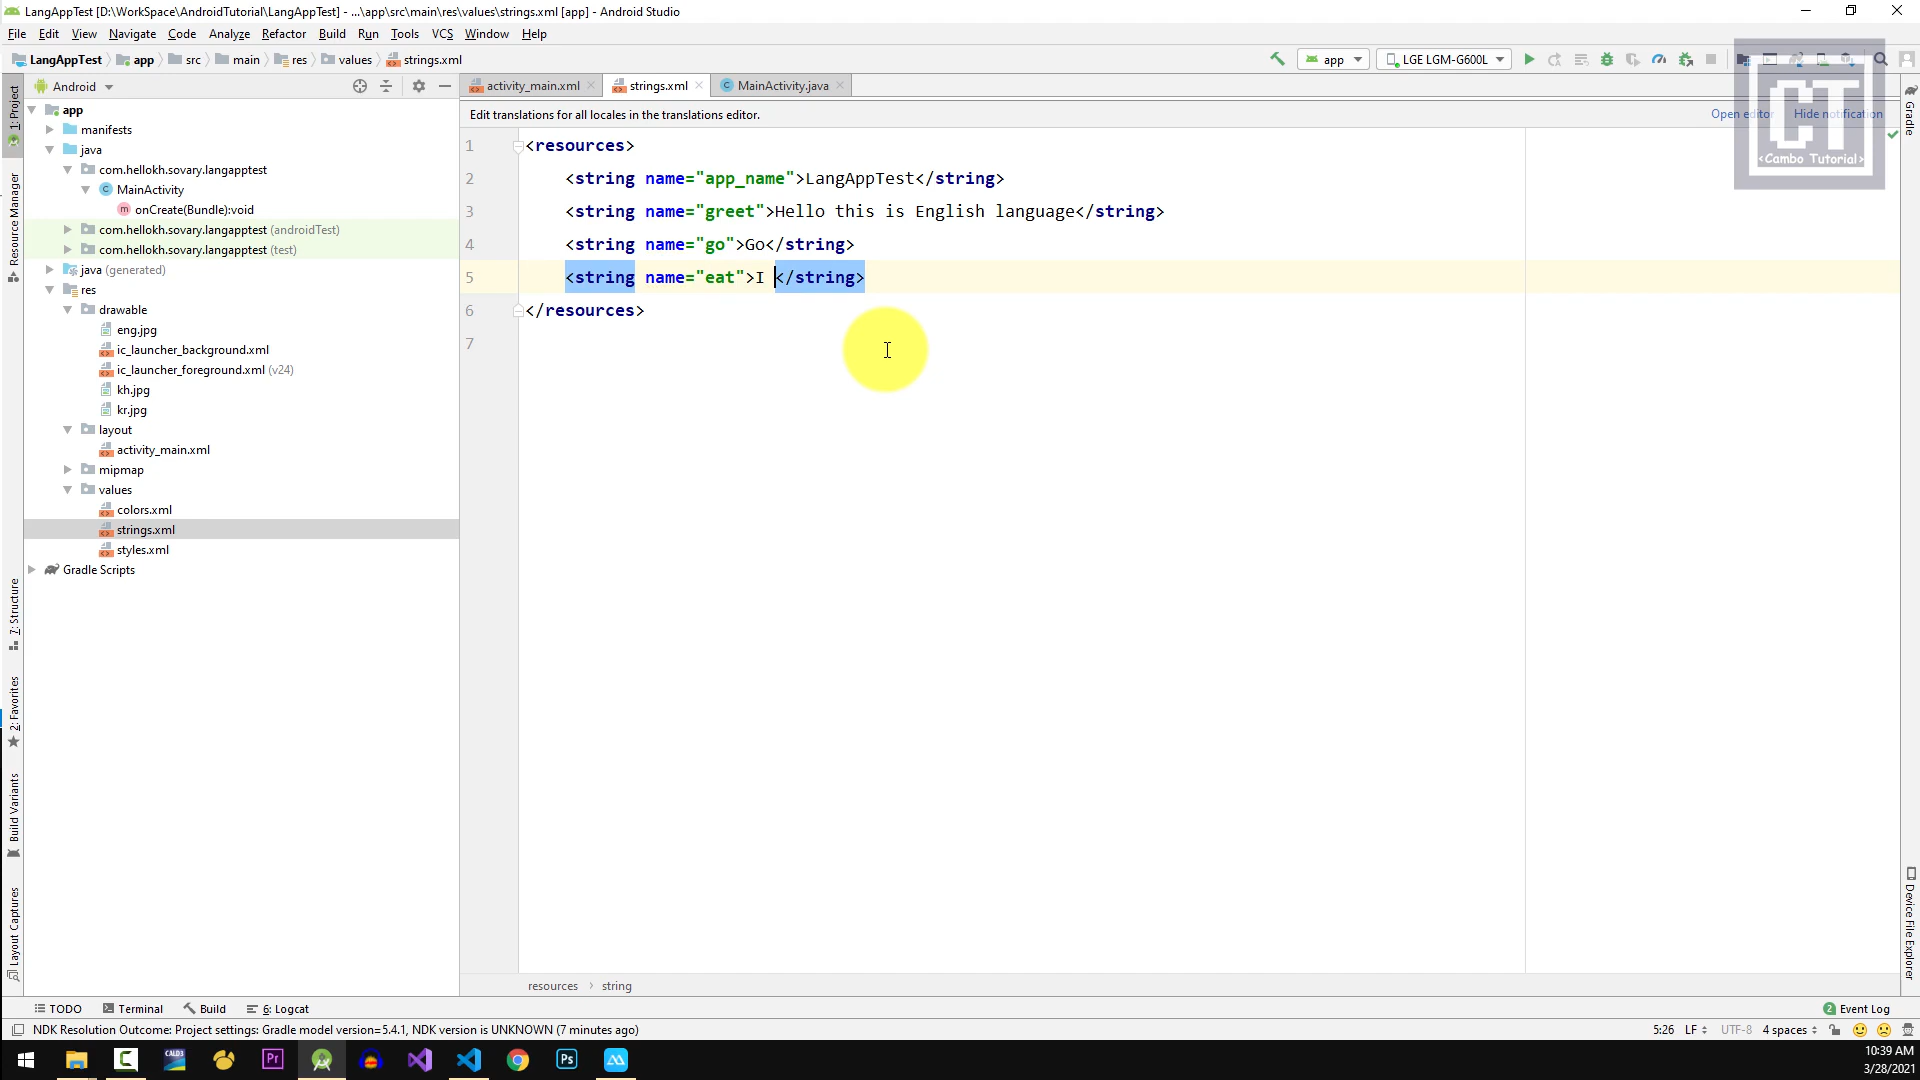 LangAppTest [D:\WorkSpace\AndroidTutorial\LangAppTest] - ...\app\src\main\res\values\strings.xml [app] - Android Studio
File Edit View Navigate Code Analyze Refactor Build Run Tools VCS Window Help
LangAppTest app src main res values strings.xml
app LGE LGM-G600L
Android
activity_main.xml strings.xml MainActivity.java
Edit translations for all locales in the translations editor.
Open editor Hide notification
CT
<Cambo Tutorial>
app
manifests
java
com.hellokh.sovary.langapptest
MainActivity
onCreate(Bundle):void
com.hellokh.sovary.langapptest (androidTest)
com.hellokh.sovary.langapptest (test)
java (generated)
res
drawable
eng.jpg
ic_launcher_background.xml
ic_launcher_foreground.xml (v24)
kh.jpg
kr.jpg
layout
activity_main.xml
mipmap
values
colors.xml
strings.xml
styles.xml
Gradle Scripts
1: Project
Resource Manager
7: Structure
2: Favorites
Build Variants
Layout Captures
1 <resources>
2 <string name="app_name">LangAppTest</string>
3 <string name="greet">Hello this is English language</string>
4 <string name="go">Go</string>
5 <string name="eat">I </string>
6 </resources>
7
Gradle
Device File Explorer
resources › string
TODO Terminal Build 6: Logcat
2 Event Log
NDK Resolution Outcome: Project settings: Gradle model version=5.4.1, NDK version is UNKNOWN (7 minutes ago)
5:26 LF UTF-8 4 spaces
CALD3 Pr Ps
10:39 AM
3/28/2021